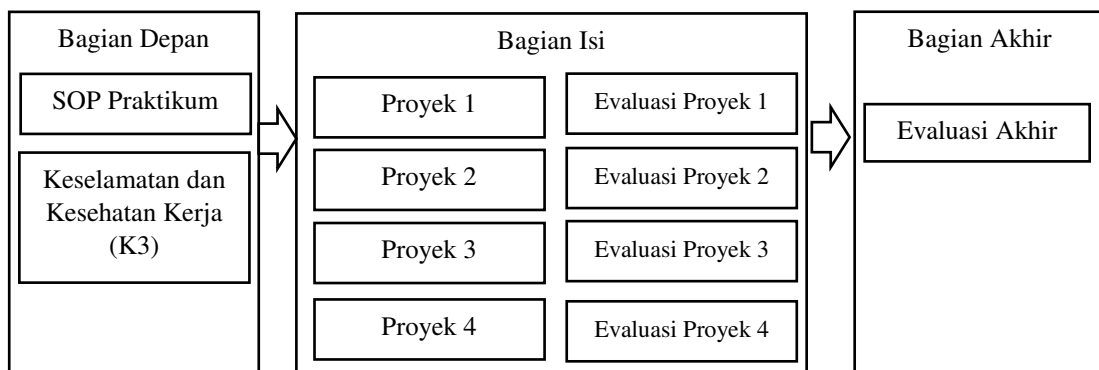 Bagian Depan
SOP Praktikum
Keselamatan dan
Kesehatan Kerja
(K3)
Bagian Isi
Proyek 1
Evaluasi Proyek 1
Proyek 2
Evaluasi Proyek 2
Proyek 3
Evaluasi Proyek 3
Proyek 4
Evaluasi Proyek 4
Bagian Akhir
Evaluasi Akhir